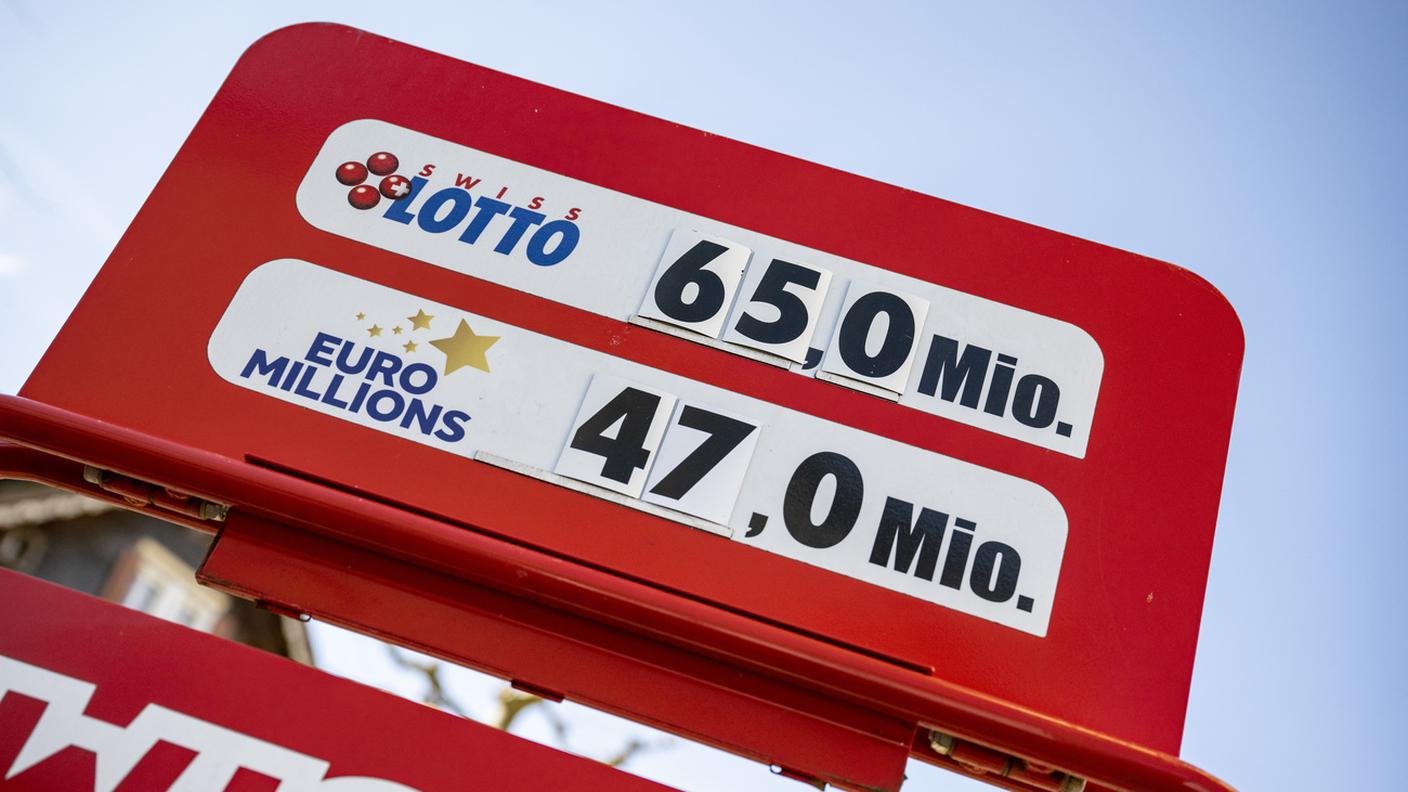 SWISS
LOTTO
65,0 Mio.
EURO
MILLIONS
47,0 Mio.